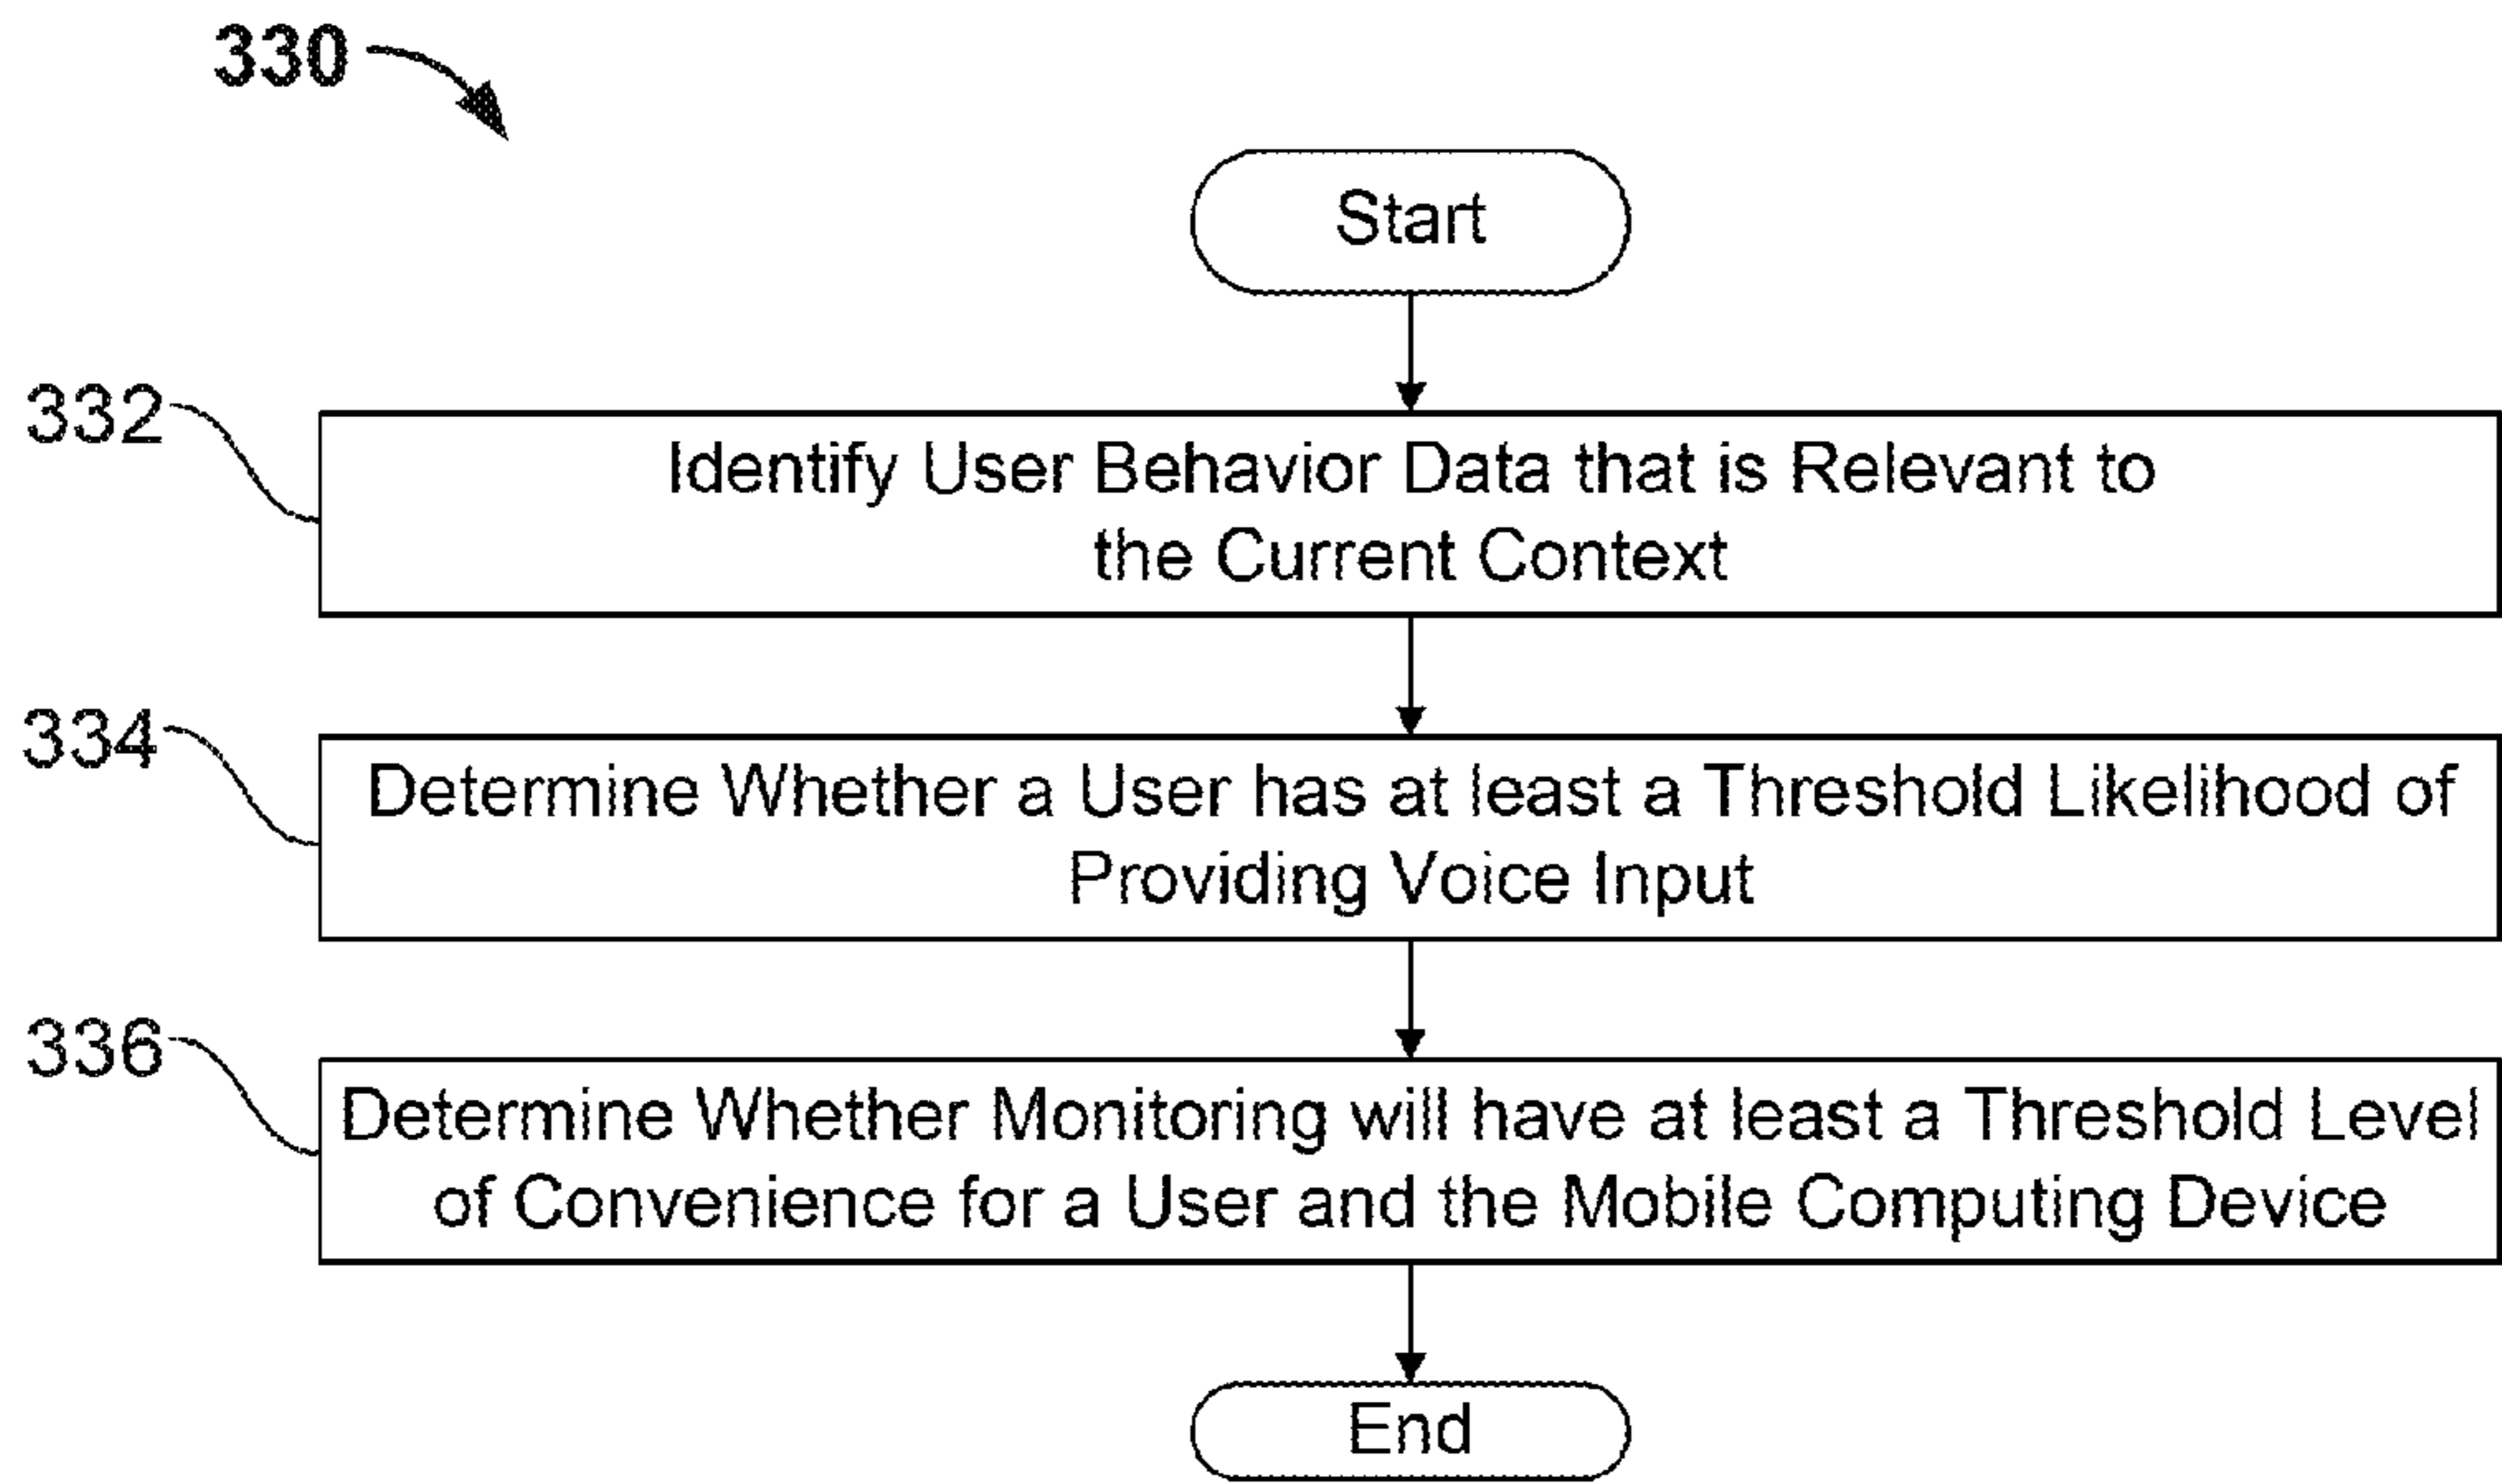 330
Start
332
Identify User Behavior Data that is Relevant to
the Current Context
334
Determine Whether a User has at least a Threshold Likelihood of
Providing Voice Input
336
Determine Whether Monitoring will have at least a Threshold Level
of Convenience for a User and the Mobile Computing Device
End